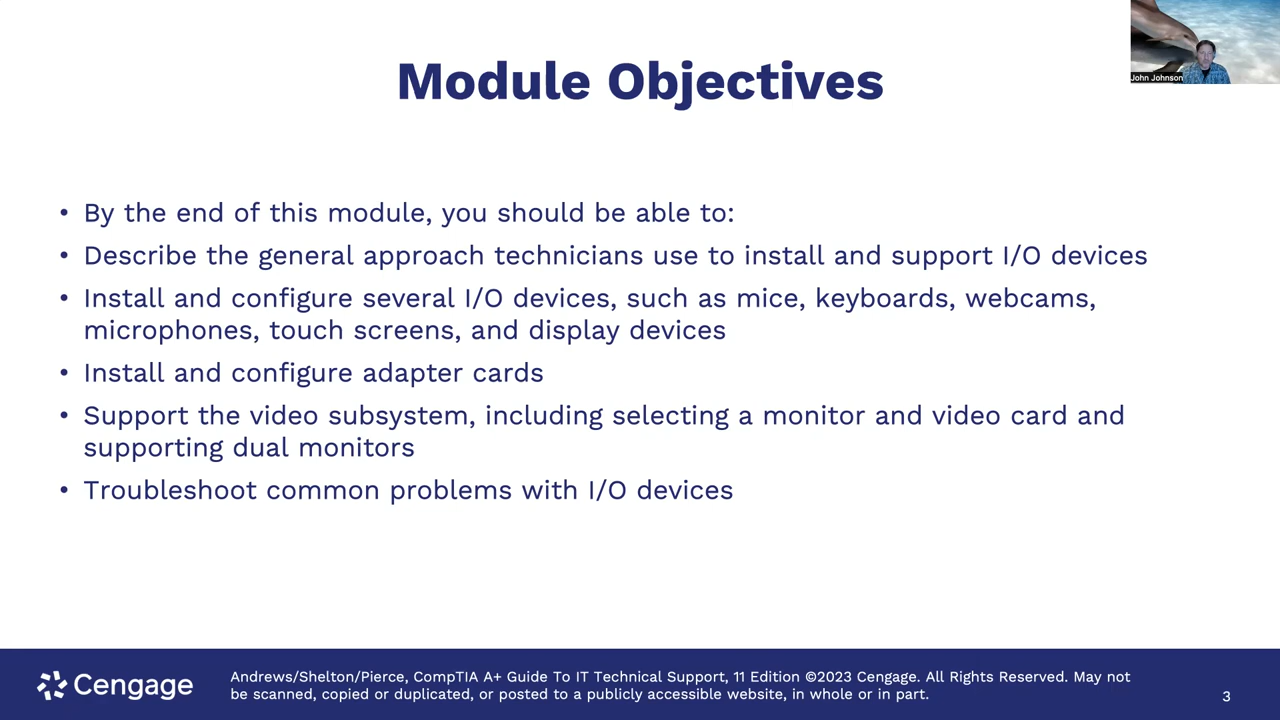 John Johnson
Module Objectives
• By the end of this module, you should be able to:
• Describe the general approach technicians use to install and support I/O devices
• Install and configure several I/O devices, such as mice, keyboards, webcams,
microphones, touch screens, and display devices
• Install and configure adapter cards
• Support the video subsystem, including selecting a monitor and video card and
supporting dual monitors
• Troubleshoot common problems with I/O devices
Cengage
Andrews/Shelton/Pierce, CompTIA A+ Guide To IT Technical Support, 11 Edition ©2023 Cengage. All Rights Reserved. May not
be scanned, copied or duplicated, or posted to a publicly accessible website, in whole or in part.
3